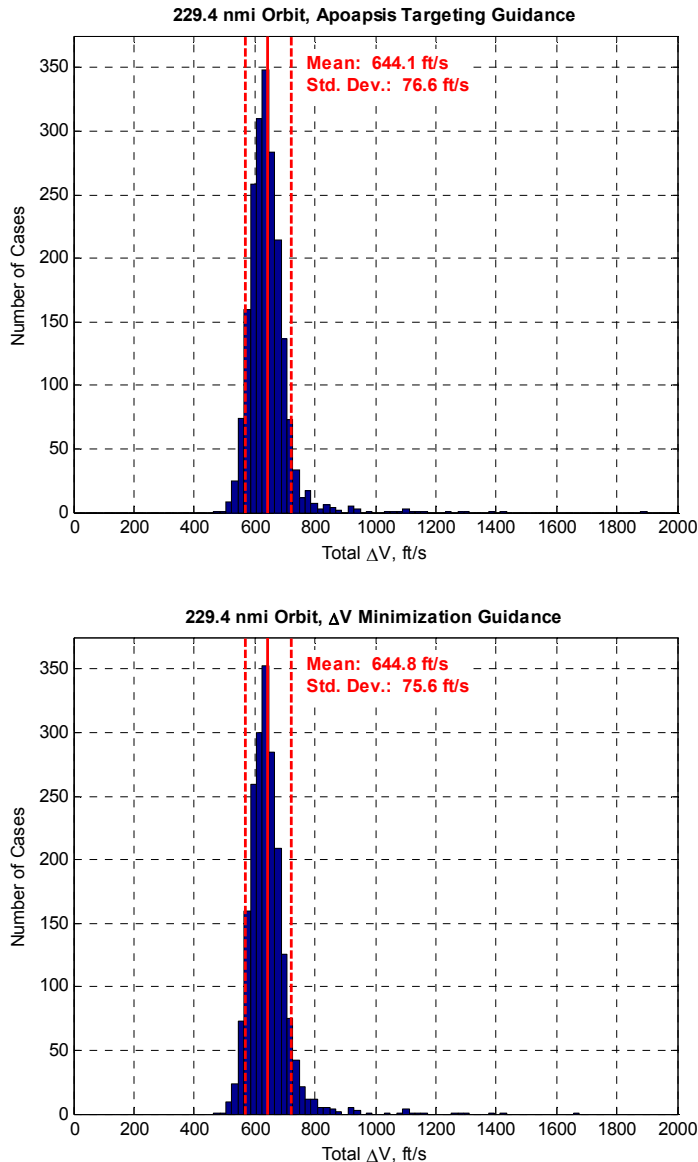 229.4 nmi Orbit, Apoapsis Targeting Guidance
Mean: 644.1 ft/s
Std. Dev.: 76.6 ft/s
350
300
250
200
150
100
50
0
Number of Cases
0 200 400 600 800 1000 1200 1400 1600 1800 2000
Total ΔV, ft/s
229.4 nmi Orbit, ΔV Minimization Guidance
Mean: 644.8 ft/s
Std. Dev.: 75.6 ft/s
350
300
250
200
150
100
50
0
Number of Cases
0 200 400 600 800 1000 1200 1400 1600 1800 2000
Total ΔV, ft/s